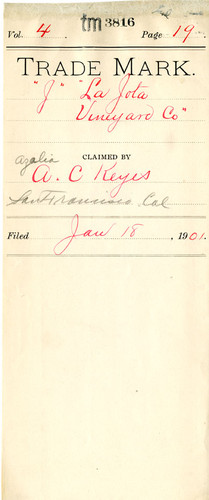 tm 3816
Vol. 4. Page 19
TRADE MARK.
"J" "La Jota
Vineyard Co"
Azalia CLAIMED BY
A. C Keyes
San Francisco, Cal
Filed Jan 18, 1901.